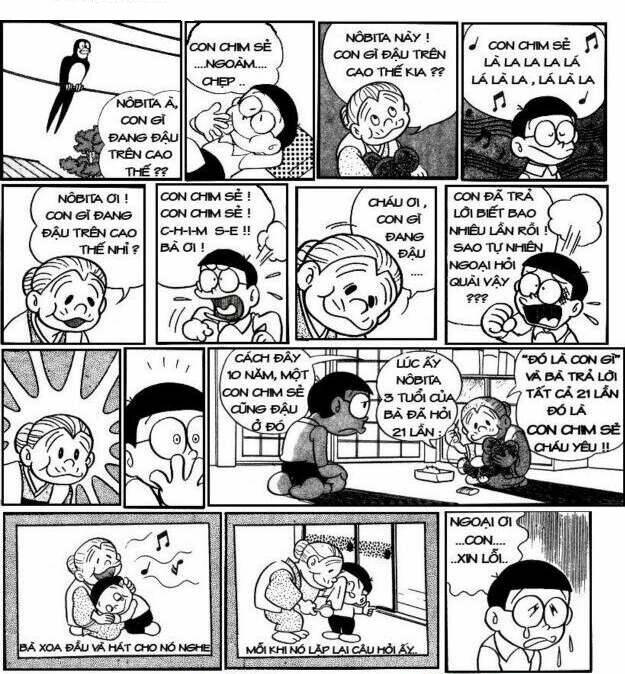 NÔBITA À,
CON GÌ
ĐANG ĐẬU
TRÊN CAO
THẾ ??
CON CHIM SẺ
....NGOÀM....
CHẸP ..
NÔBITA NÀY !
CON GÌ ĐẬU TRÊN
CAO THẾ KIA ??
CON CHIM SẺ
LÀ LA LA LA LÁ
LÁ LÀ LA , LÁ LÀ LA
NÔBITA ƠI !
CON GÌ ĐANG
ĐẬU TRÊN CAO
THẾ NHỈ ?
CON CHIM SẺ !
CON CHIM SẺ !
C-H-I-M S-E !!
BÀ ƠI !
CHÁU ƠI ,
CON GÌ
ĐANG
ĐẬU
....
CON ĐÃ TRẢ
LỜI BIẾT BAO
NHIÊU LẦN RỒI !
SAO TỰ NHIÊN
NGOẠI HỎI
QUÀI VẬY
???
CÁCH ĐÂY
10 NĂM, MỘT
CON CHIM SẺ
CŨNG ĐẬU
Ở ĐÓ
LÚC ẤY
NÔBITA
3 TUỔI CỦA
BÀ ĐÃ HỎI
21 LẦN :
"ĐÓ LÀ CON GÌ"
VÀ BÀ TRẢ LỜI
TẤT CẢ 21 LẦN
ĐÓ LÀ
CON CHIM SẺ
CHÁU YÊU !!
BÀ XOA ĐẦU VÀ HÁT CHO NÓ NGHE
MỖI KHI NÓ LẶP LẠI CÂU HỎI ẤY..
NGOẠI ƠI
...CON....
..XIN LỖI..